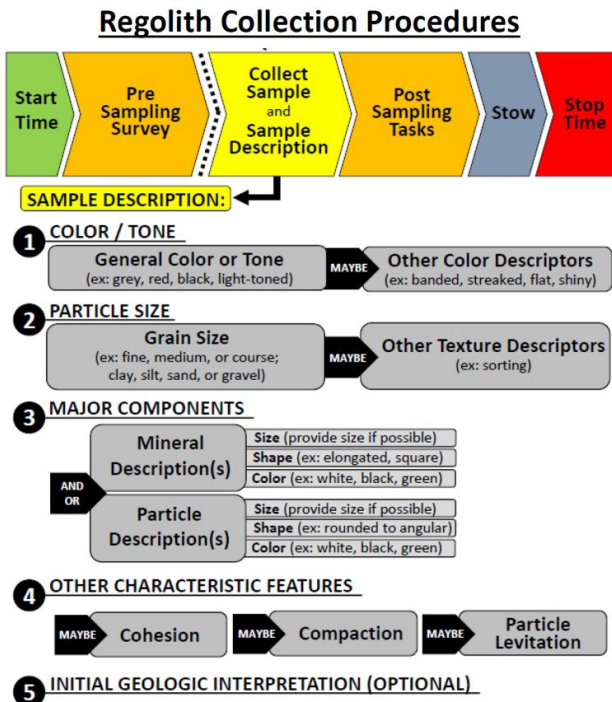 Regolith Collection Procedures
Start
Time
Pre
Sampling
Survey
Collect
Sample
and
Sample
Description
Post
Sampling
Tasks
Stow
Stop
Time
SAMPLE DESCRIPTION:
1 COLOR / TONE
General Color or Tone
(ex: grey, red, black, light-toned)
MAYBE
Other Color Descriptors
(ex: banded, streaked, flat, shiny)
2 PARTICLE SIZE
Grain Size
(ex: fine, medium, or course;
clay, silt, sand, or gravel)
MAYBE
Other Texture Descriptors
(ex: sorting)
3 MAJOR COMPONENTS
AND
OR
Mineral
Description(s)
Size (provide size if possible)
Shape (ex: elongated, square)
Color (ex: white, black, green)
Particle
Description(s)
Size (provide size if possible)
Shape (ex: rounded to angular)
Color (ex: white, black, green)
4 OTHER CHARACTERISTIC FEATURES
MAYBE
Cohesion
MAYBE
Compaction
MAYBE
Particle
Levitation
5 INITIAL GEOLOGIC INTERPRETATION (OPTIONAL)